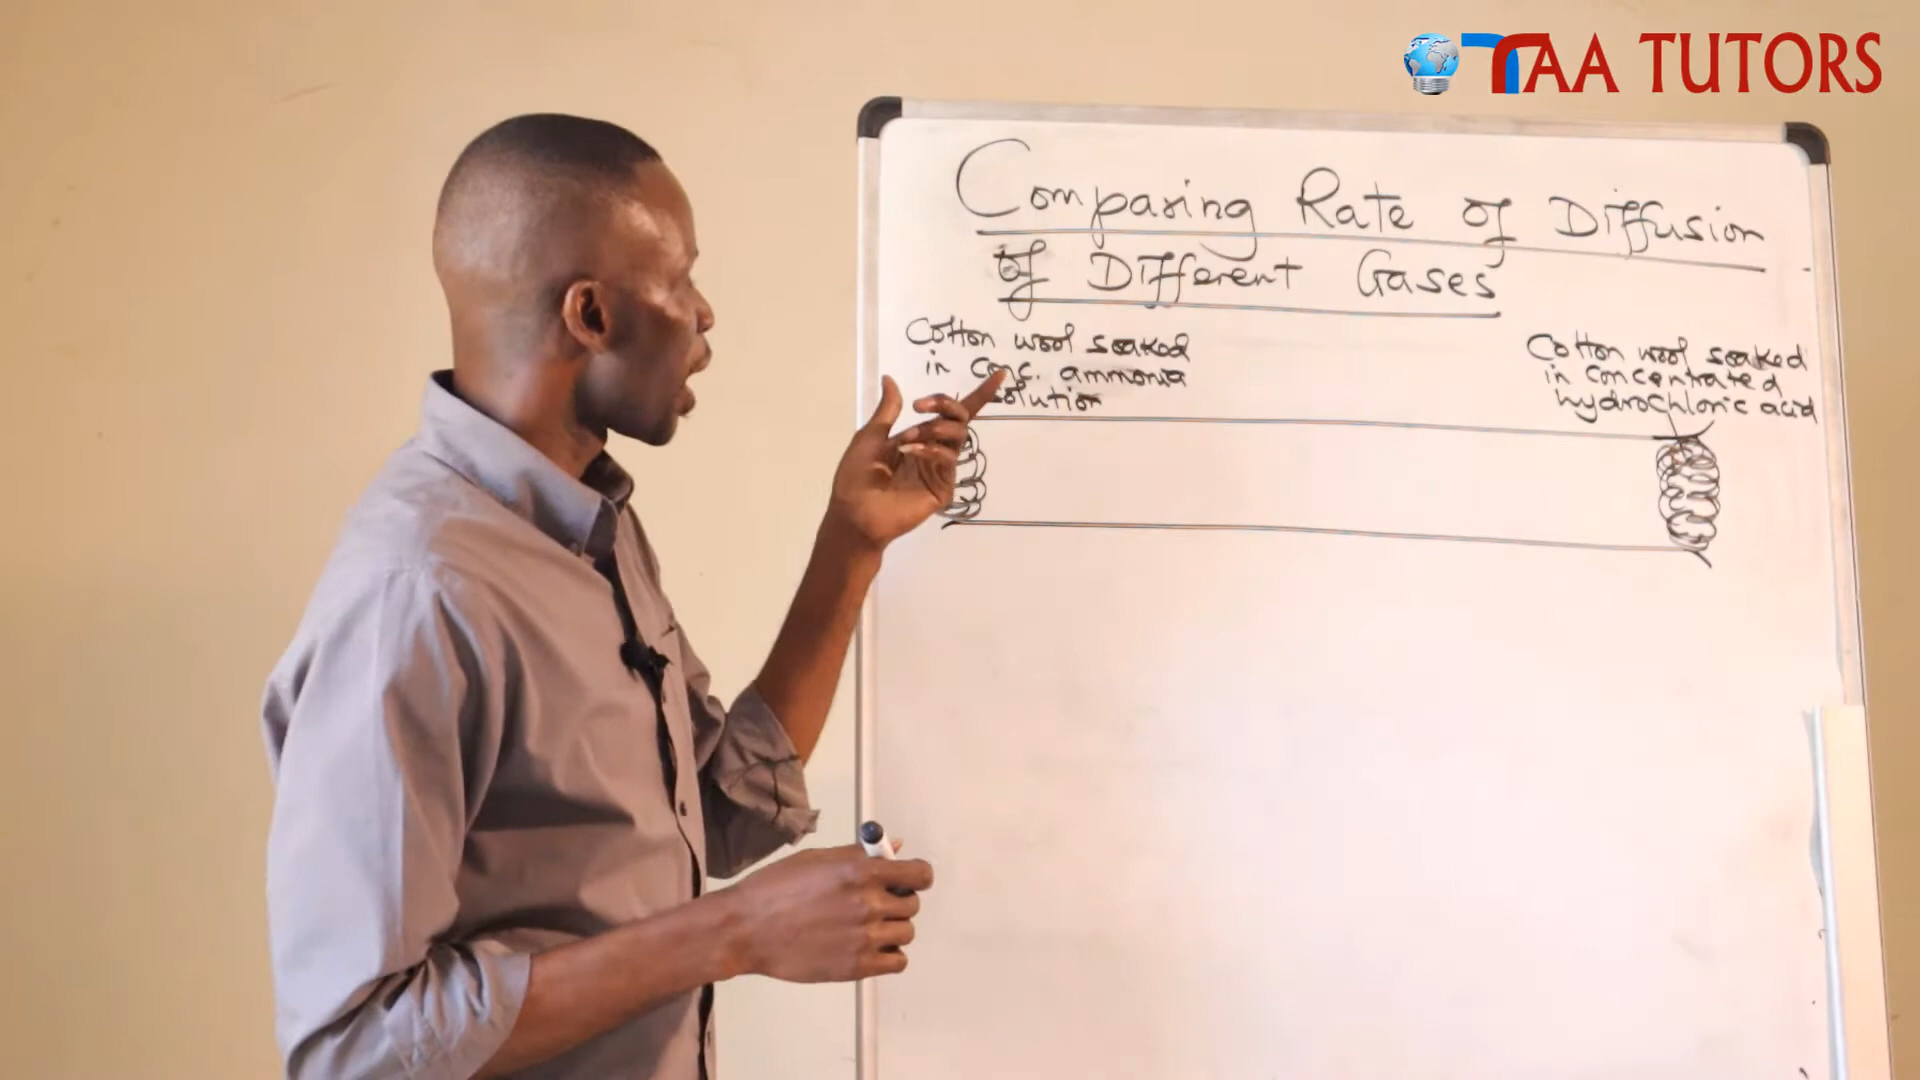 TAA TUTORS
Comparing Rate of Diffusion
of Different Gases
Cotton wool soaked
in conc. ammonia
solution
Cotton wool soaked
in concentrated
hydrochloric acid